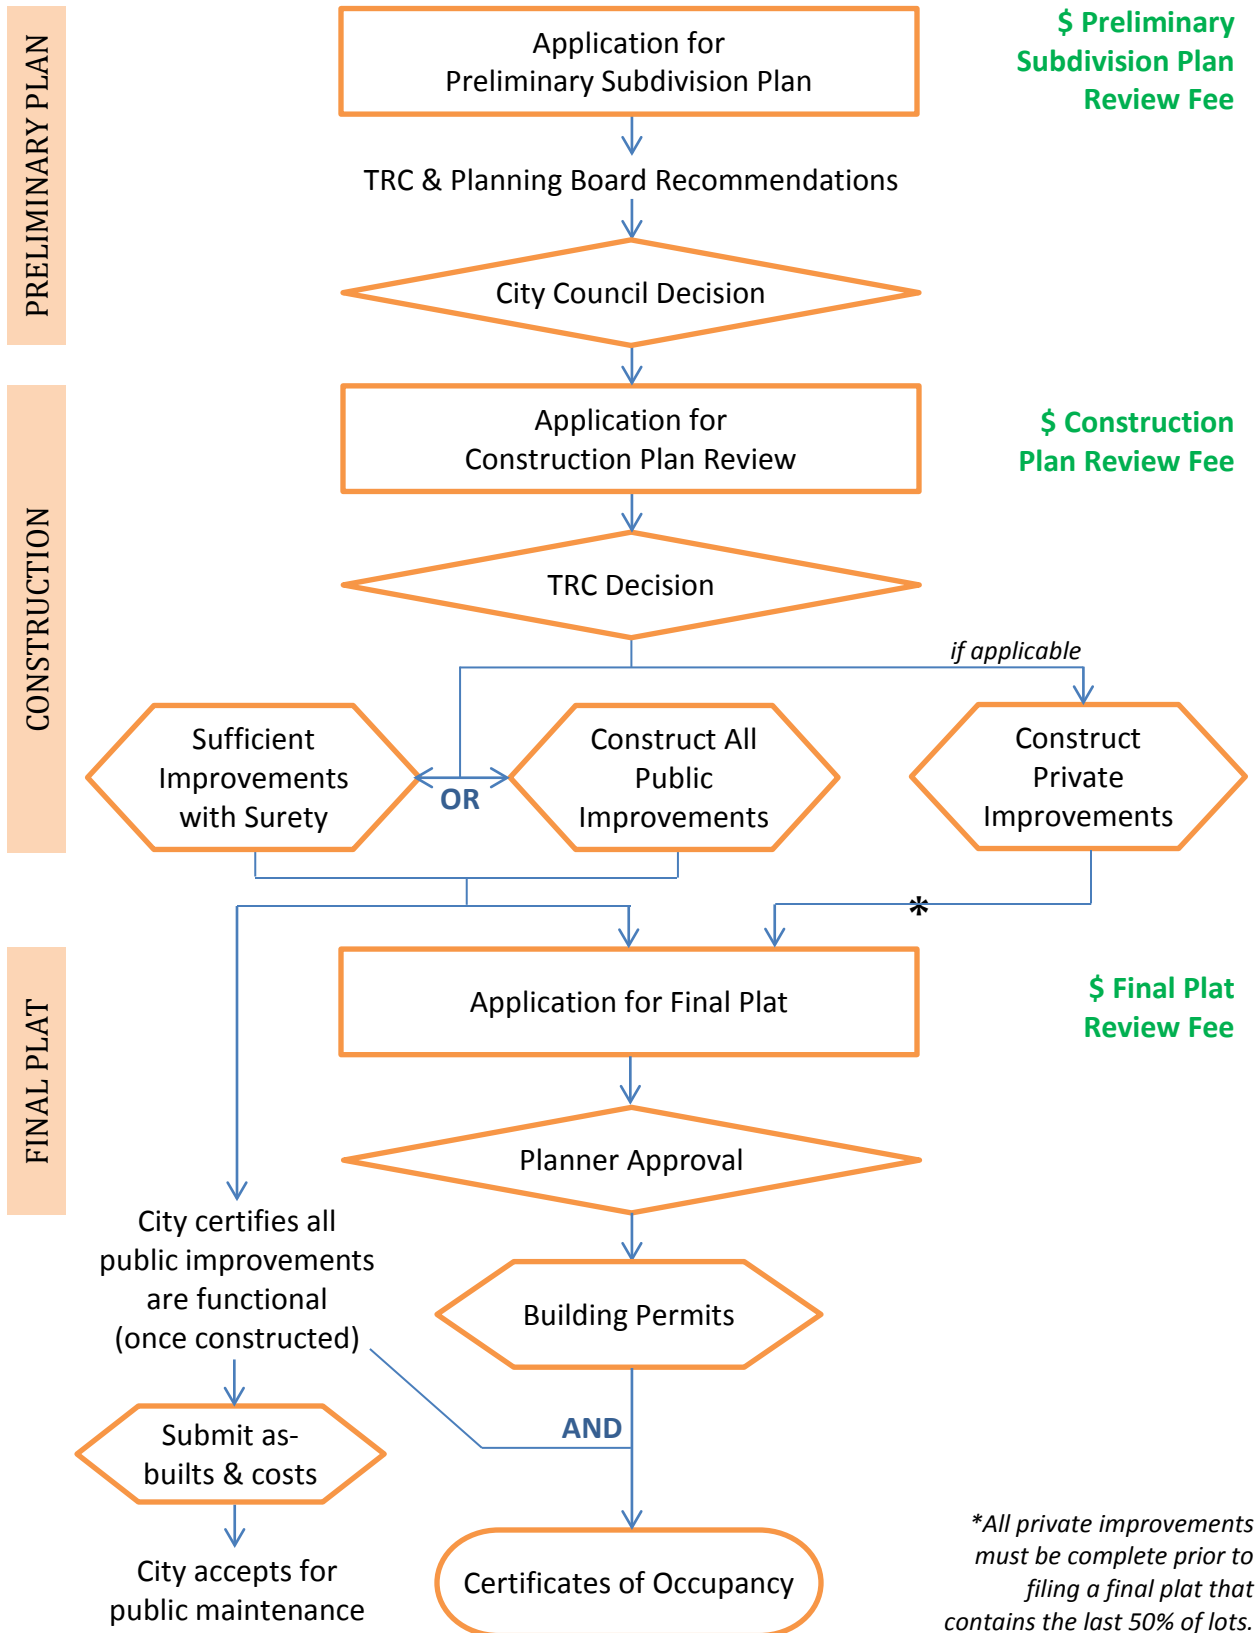 PRELIMINARY PLAN
Application for
Preliminary Subdivision Plan
$ Preliminary
Subdivision Plan
Review Fee
TRC & Planning Board Recommendations
City Council Decision
CONSTRUCTION
Application for
Construction Plan Review
$ Construction
Plan Review Fee
TRC Decision
if applicable
Sufficient
Improvements
with Surety
OR
Construct All
Public
Improvements
Construct
Private
Improvements
*
FINAL PLAT
Application for Final Plat
$ Final Plat
Review Fee
Planner Approval
City certifies all
public improvements
are functional
(once constructed)
Building Permits
AND
Submit as-
builts & costs
City accepts for
public maintenance
Certificates of Occupancy
*All private improvements
must be complete prior to
filing a final plat that
contains the last 50% of lots.